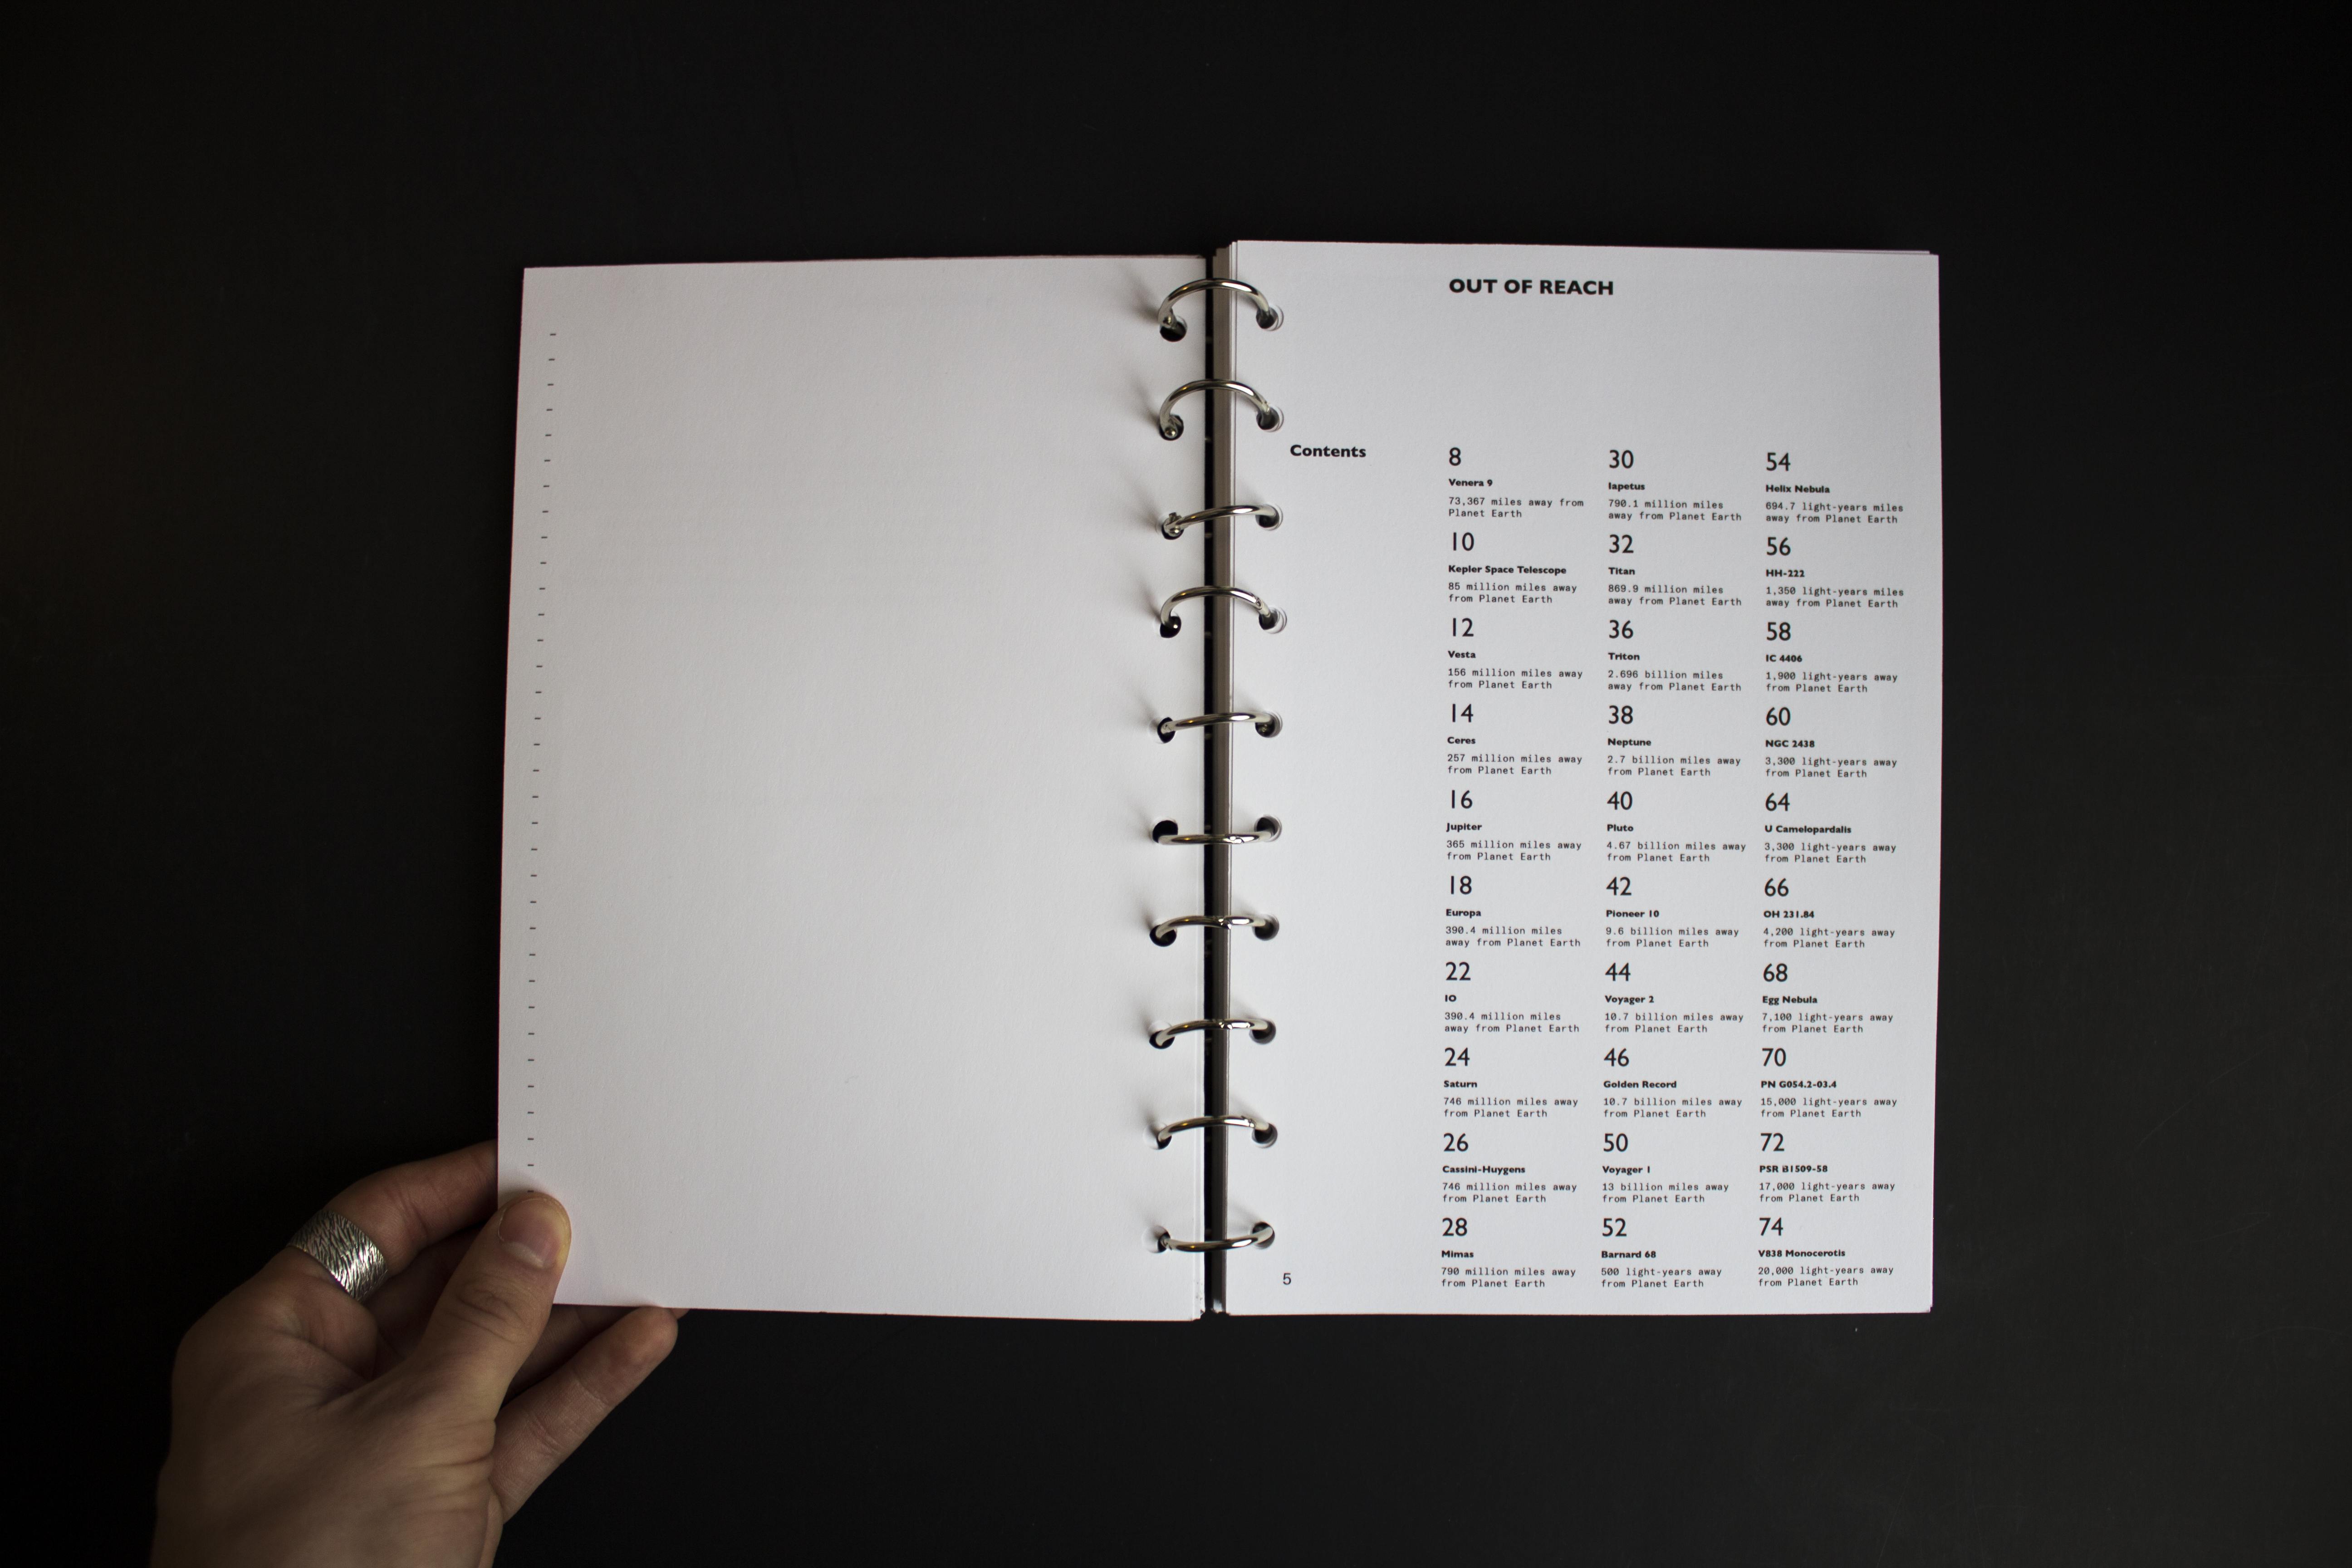 OUT OF REACH
Contents
8
Venera 9
73,367 miles away from
Planet Earth
10
Kepler Space Telescope
85 million miles away
from Planet Earth
12
Vesta
156 million miles away
from Planet Earth
14
Ceres
257 million miles away
from Planet Earth
16
Jupiter
365 million miles away
from Planet Earth
18
Europa
390.4 million miles
away from Planet Earth
22
IO
390.4 million miles
away from Planet Earth
24
Saturn
746 million miles away
from Planet Earth
26
Cassini-Huygens
746 million miles away
from Planet Earth
28
Mimas
790 million miles away
from Planet Earth
30
Iapetus
790.1 million miles
away from Planet Earth
32
Titan
869.9 million miles
away from Planet Earth
36
Triton
2.696 billion miles
away from Planet Earth
38
Neptune
2.7 billion miles away
from Planet Earth
40
Pluto
4.67 billion miles away
from Planet Earth
42
Pioneer 10
9.6 billion miles away
from Planet Earth
44
Voyager 2
10.7 billion miles away
from Planet Earth
46
Golden Record
10.7 billion miles away
from Planet Earth
50
Voyager 1
13 billion miles away
from Planet Earth
52
Barnard 68
500 light-years away
from Planet Earth
54
Helix Nebula
694.7 light-years miles
away from Planet Earth
56
HH-222
1,350 light-years miles
away from Planet Earth
58
IC 4406
1,900 light-years away
from Planet Earth
60
NGC 2438
3,300 light-years away
from Planet Earth
64
U Camelopardalis
3,300 light-years away
from Planet Earth
66
OH 231.84
4,200 light-years away
from Planet Earth
68
Egg Nebula
7,100 light-years away
from Planet Earth
70
PN G054.2-03.4
15,000 light-years away
from Planet Earth
72
PSR B1509-58
17,000 light-years away
from Planet Earth
74
V838 Monocerotis
20,000 light-years away
from Planet Earth
5